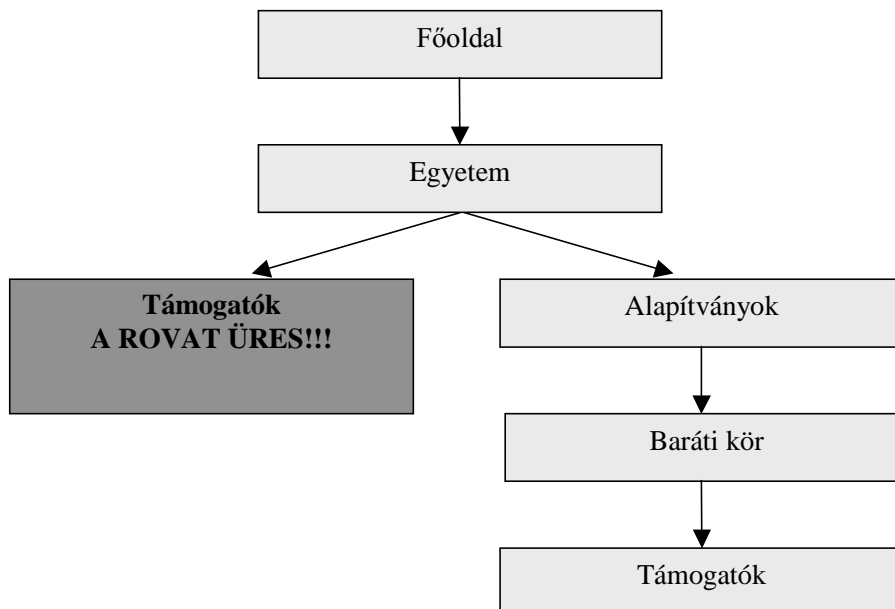 Főoldal
Egyetem
Támogatók
A ROVAT ÜRES!!!
Alapítványok
Baráti kör
Támogatók